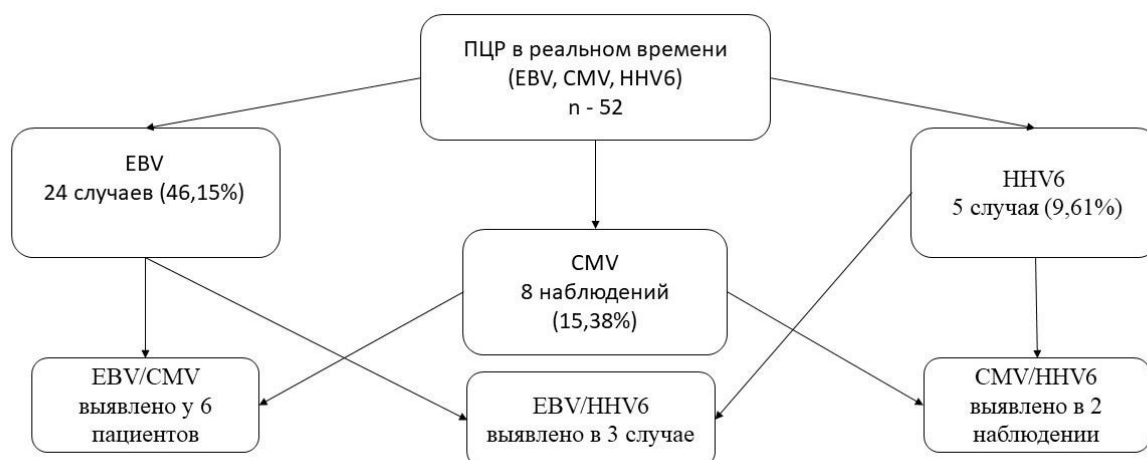 ПЦР в реальном времени
(EBV, CMV, HHV6)
n - 52
EBV
24 случаев (46,15%)
HHV6
5 случая (9,61%)
CMV
8 наблюдений
(15,38%)
EBV/CMV
выявлено у 6
пациентов
EBV/HHV6
выявлено в 3 случае
CMV/HHV6
выявлено в 2
наблюдении